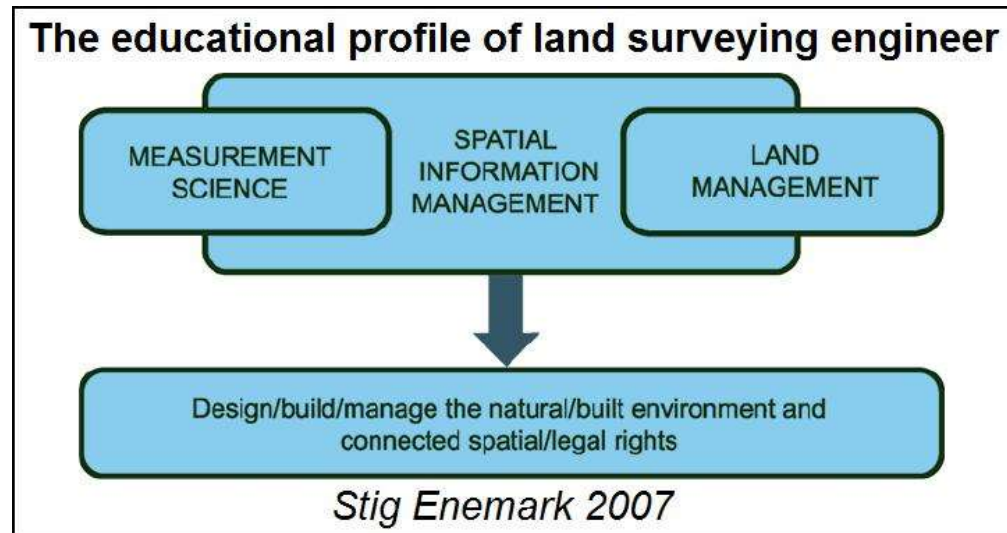 The educational profile of land surveying engineer
MEASUREMENT
SCIENCE
SPATIAL
INFORMATION
MANAGEMENT
LAND
MANAGEMENT
Design/build/manage the natural/built environment and
connected spatial/legal rights
Stig Enemark 2007